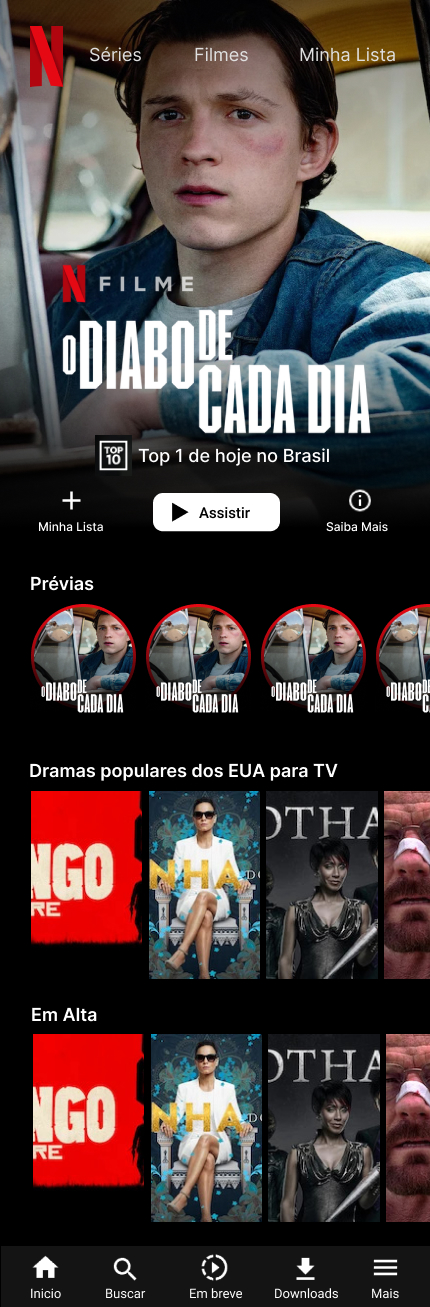 N
Séries Filmes Minha Lista
N FILME
O DIABO DE
CADA DIA
TOP
10
Top 1 de hoje no Brasil
Minha Lista
Assistir
Saiba Mais
Prévias
O DIABO DE
CADA DIA
O DIABO DE
CADA DIA
O DIABO DE
CADA DIA
O DIABO
CADA
Dramas populares dos EUA para TV
NGO
RE
NHA
DO
OTHA
Em Alta
NGO
RE
NHA
OTHA
Inicio Buscar Em breve Downloads Mais